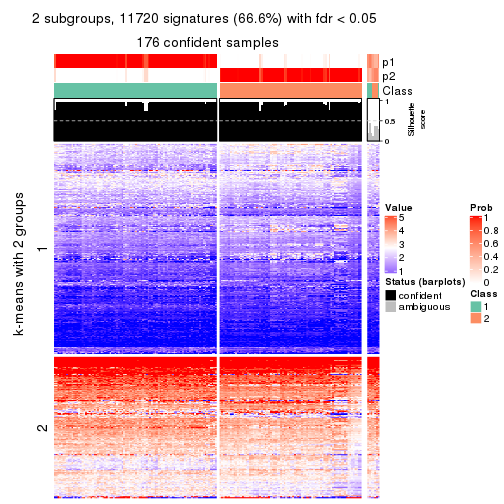 2 subgroups, 11720 signatures (66.6%) with fdr < 0.05
176 confident samples
p1
p2
Class
1
0.5
0
Silhouette
score
k-means with 2 groups
1
2
Value
5
4
3
2
1
Status (barplots)
confident
ambiguous
Prob
1
0.8
0.6
0.4
0.2
0
Class
1
2